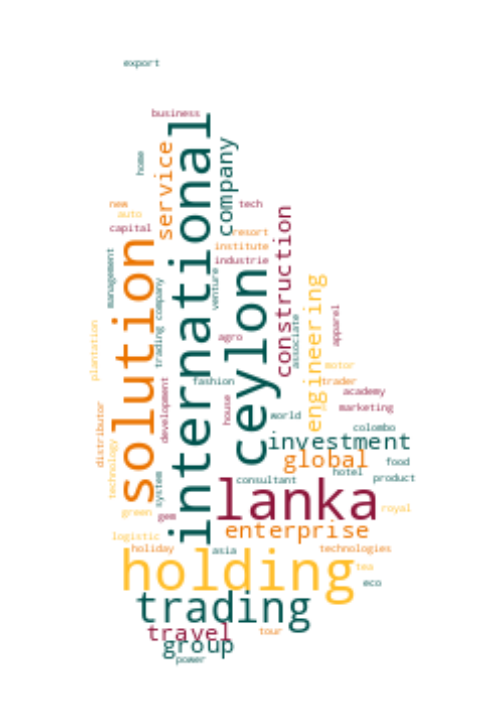 export
business
international
home
service
company
new
auto
capital
tech
resort
institute
industrie
construction
solution
management
trading company
venture
ceylon
engineering
associate
apparel
plantation
agro
motor
trader
academy
marketing
fashion
development
house
world
colombo
investment
distributor
technology
global
food
hotel
product
system
consultant
lanka
green
gem
royal
enterprise
logistic
holiday
asia
technologies
holding
tea
eco
trading
travel
tour
group
power